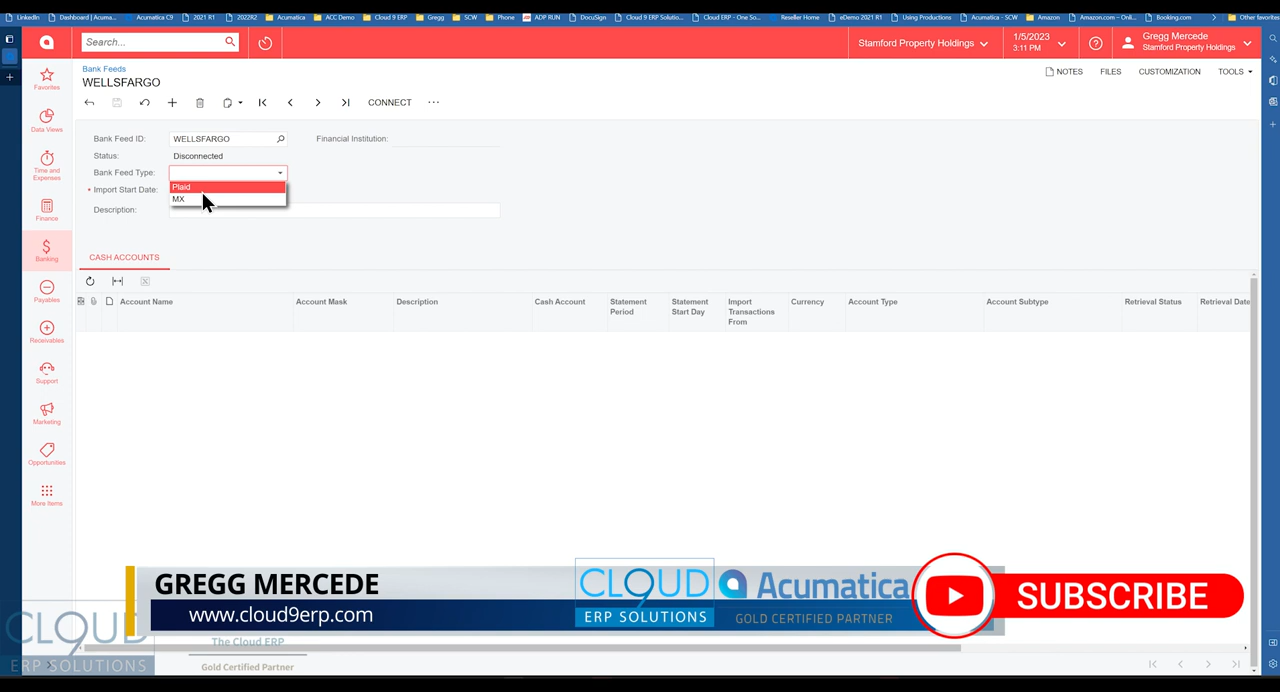 LinkedIn
Dashboard | Acuma...
Acumatica C9
2021 R1
2022R2
Acumatica
ACC Demo
Cloud 9 ERP
Gregg
SCW
Phone
ADP RUN
DocuSign
Cloud 9 ERP Solutio...
Cloud ERP - One So...
Reseller Home
eDemo 2021 R1
Using Productions
Acumatica - SCW
Amazon
Amazon.com – Onli...
Booking.com
Other favorites
Search...
Stamford Property Holdings
1/5/2023
3:11 PM
Gregg Mercede
Stamford Property Holdings
Favorites
Data Views
Time and
Expenses
Finance
Banking
Payables
Receivables
Support
Marketing
Opportunities
More Items
Bank Feeds
WELLSFARGO
NOTES
FILES
CUSTOMIZATION
TOOLS
CONNECT
Bank Feed ID:
WELLSFARGO
Financial Institution:
Status:
Disconnected
Bank Feed Type:
Plaid
MX
* Import Start Date:
Description:
CASH ACCOUNTS
Account Name
Account Mask
Description
Cash Account
Statement
Period
Statement
Start Day
Import
Transactions
From
Currency
Account Type
Account Subtype
Retrieval Status
Retrieval Date
GREGG MERCEDE
www.cloud9erp.com
CLOUD
ERP SOLUTIONS
Acumatica
GOLD CERTIFIED PARTNER
SUBSCRIBE
CLOUD
ERP SOLUTIONS
The Cloud ERP
Gold Certified Partner